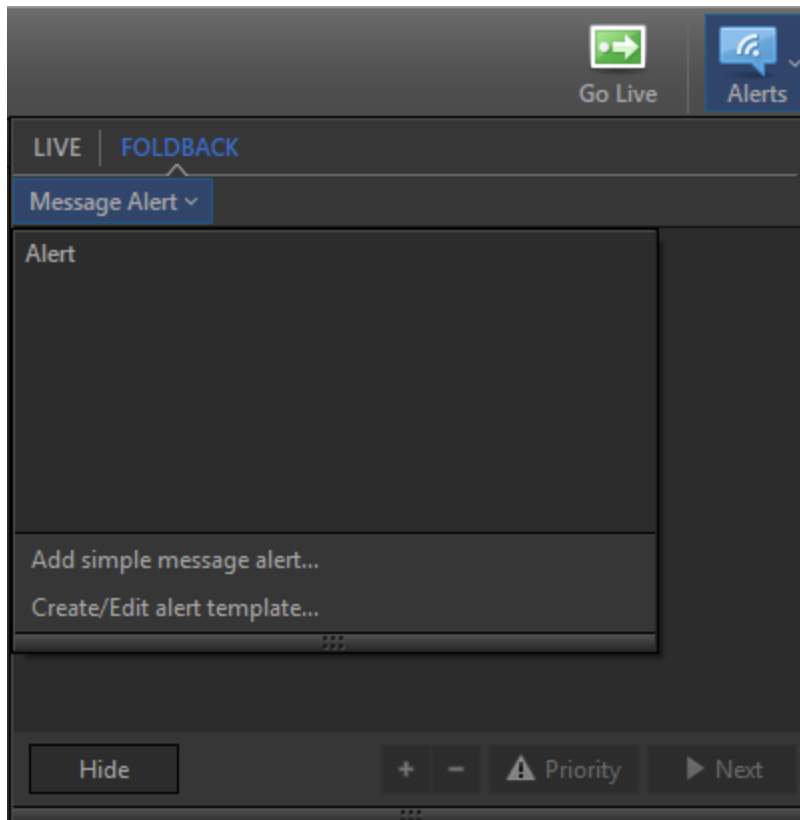 Go Live
Alerts
LIVE FOLDBACK
Message Alert
Alert
Add simple message alert...
Create/Edit alert template...
Hide + − Priority Next